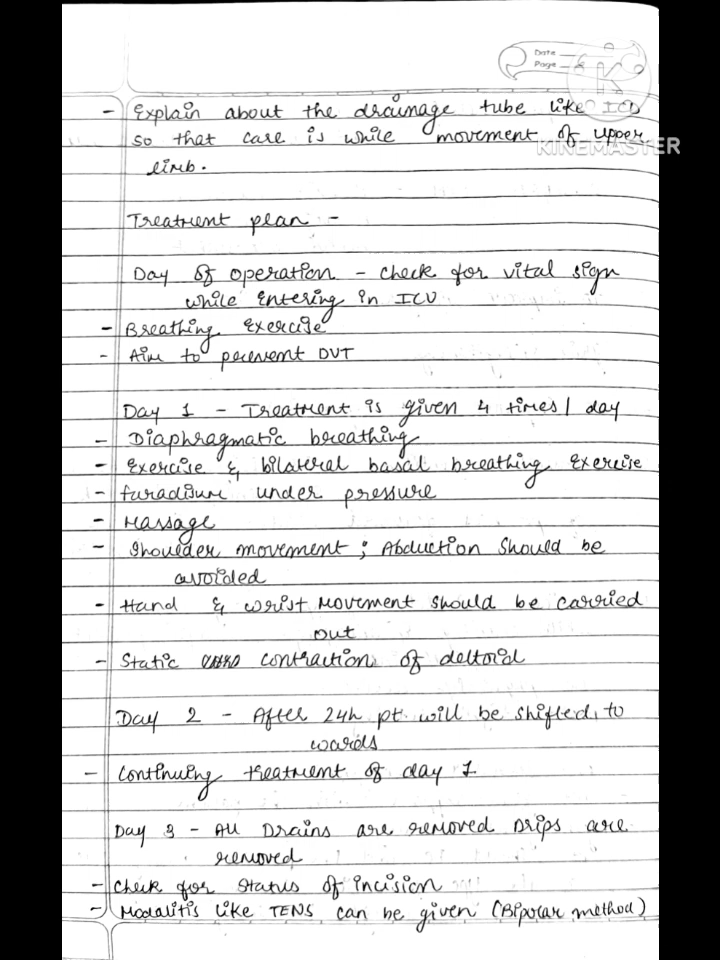 Date
Page
- Explain about the drainage tube like ICD
so that care is while movement of upper
limb.
KINEMASTER
Treatment plan -
Day of operation - check for vital sign
while entering in ICU
- Breathing exercise
- Aim to perevent DVT
Day 1 - Treatment is given 4 times / day
- Diaphragmatic breathing
- Exercise & bilateral basal breathing exercise
- faradism under pressure
- Massage
- Shoulder movement ; Abduction should be
avoided
- Hand & wrist movement should be carried
out
- Static contraction of deltoid
Day 2 - After 24h pt will be shifted to
wards
- Continuing treatment of day 1
Day 3 - All Drains are removed Drips are
removed
- Check for status of incision
- Modalitis like TENS can be given (Bipolar method)